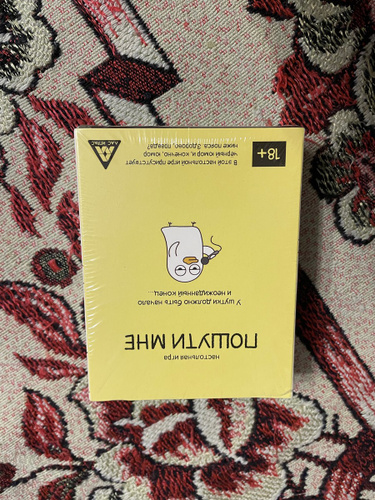 настольная игра
ПОШУТИ МНЕ
У шутки должно быть начало
и неожиданный конец
18+
В этой настольной игре присутствует
чёрный юмор, и, конечно, юмор
ниже пояса. Здорово, правда?